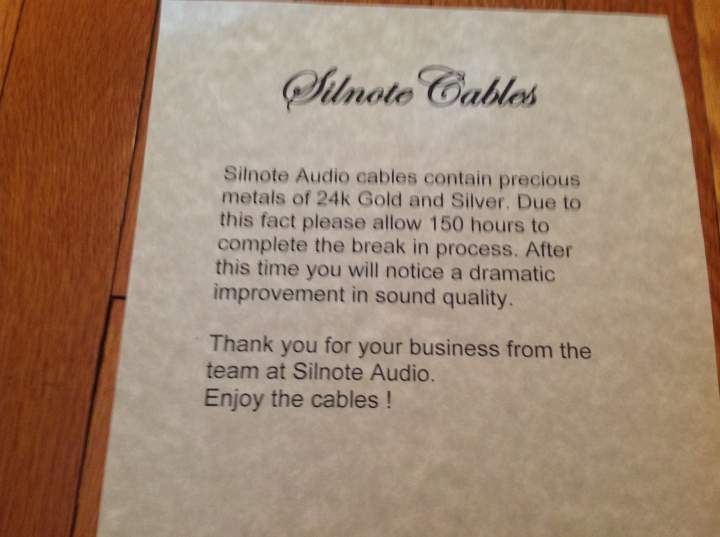 Silnote Cables
Silnote Audio cables contain precious
metals of 24k Gold and Silver. Due to
this fact please allow 150 hours to
complete the break in process. After
this time you will notice a dramatic
improvement in sound quality.
Thank you for your business from the
team at Silnote Audio.
Enjoy the cables !